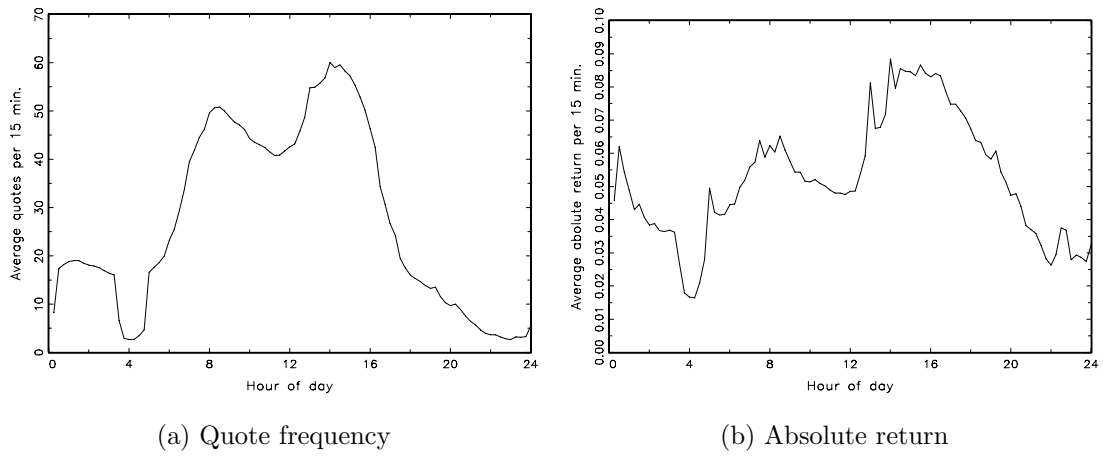 Average quotes per 15 min.
70
60
50
40
30
20
10
0
0 4 8 12 16 20 24
Hour of day
(a) Quote frequency
Average abolute return per 15 min.
0.10
0.09
0.08
0.07
0.06
0.05
0.04
0.03
0.02
0.01
0.00
0 4 8 12 16 20 24
Hour of day
(b) Absolute return